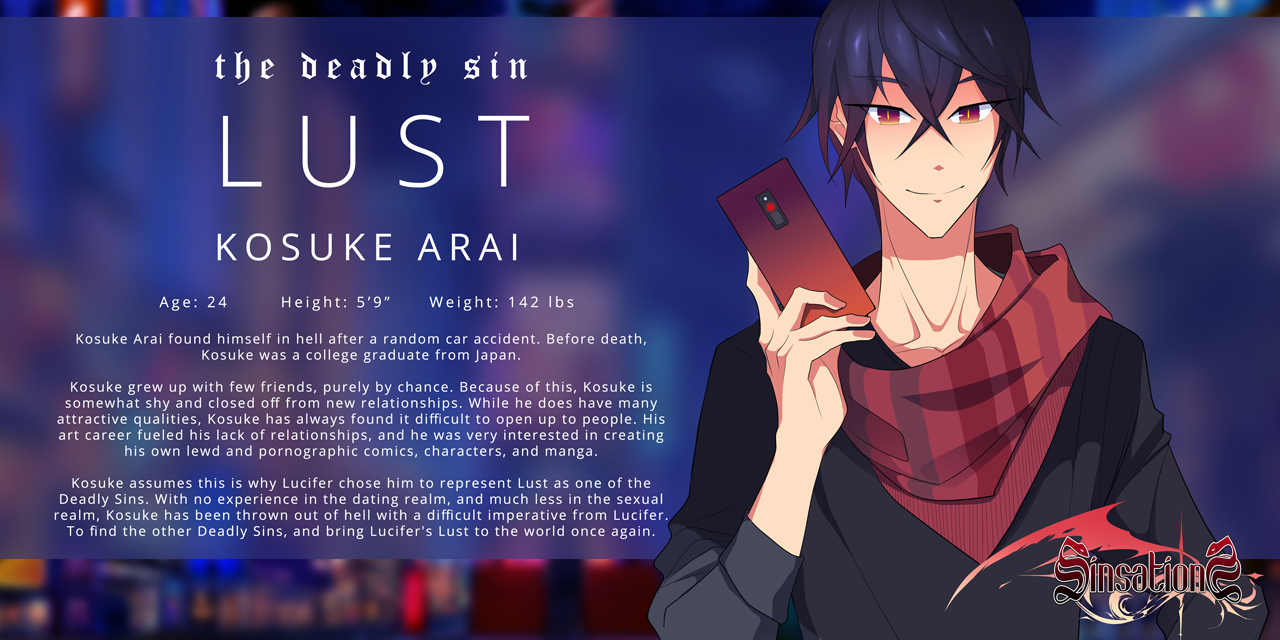 the deadly sin
LUST
KOSUKE ARAI
Age: 24 Height: 5’9” Weight: 142 lbs
Kosuke Arai found himself in hell after a random car accident. Before death,
Kosuke was a college graduate from Japan.
Kosuke grew up with few friends, purely by chance. Because of this, Kosuke is
somewhat shy and closed off from new relationships. While he does have many
attractive qualities, Kosuke has always found it difficult to open up to people. His
art career fueled his lack of relationships, and he was very interested in creating
his own lewd and pornographic comics, characters, and manga.
Kosuke assumes this is why Lucifer chose him to represent Lust as one of the
Deadly Sins. With no experience in the dating realm, and much less in the sexual
realm, Kosuke has been thrown out of hell with a difficult imperative from Lucifer.
To find the other Deadly Sins, and bring Lucifer's Lust to the world once again.
Sinsations